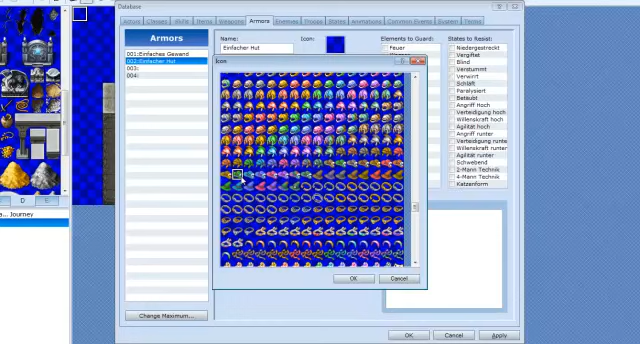 Database
Actors Classes Skills Items Weapons Armors Enemies Troops States Animations Common Events System Terms
Armors
001:Einfaches Gewand
002:Einfacher Hut
003:
004:
Change Maximum...
Name:
Einfacher Hut
Icon:
Elements to Guard:
Feuer
States to Resist:
Niedergestreckt
Vergiftet
Blind
Verstummt
Verwirrt
Schläft
Paralysiert
Betäubt
Angriff Hoch
Verteidigung hoch
Willenskraft hoch
Agilität hoch
Angriff runter
Verteidigung runte
Willenskraft runter
Agilität runter
Schwebend
2-Mann Technik
4-Mann Technik
Katzenform
Icon
OK Cancel
OK Cancel Apply
a... Journey
D